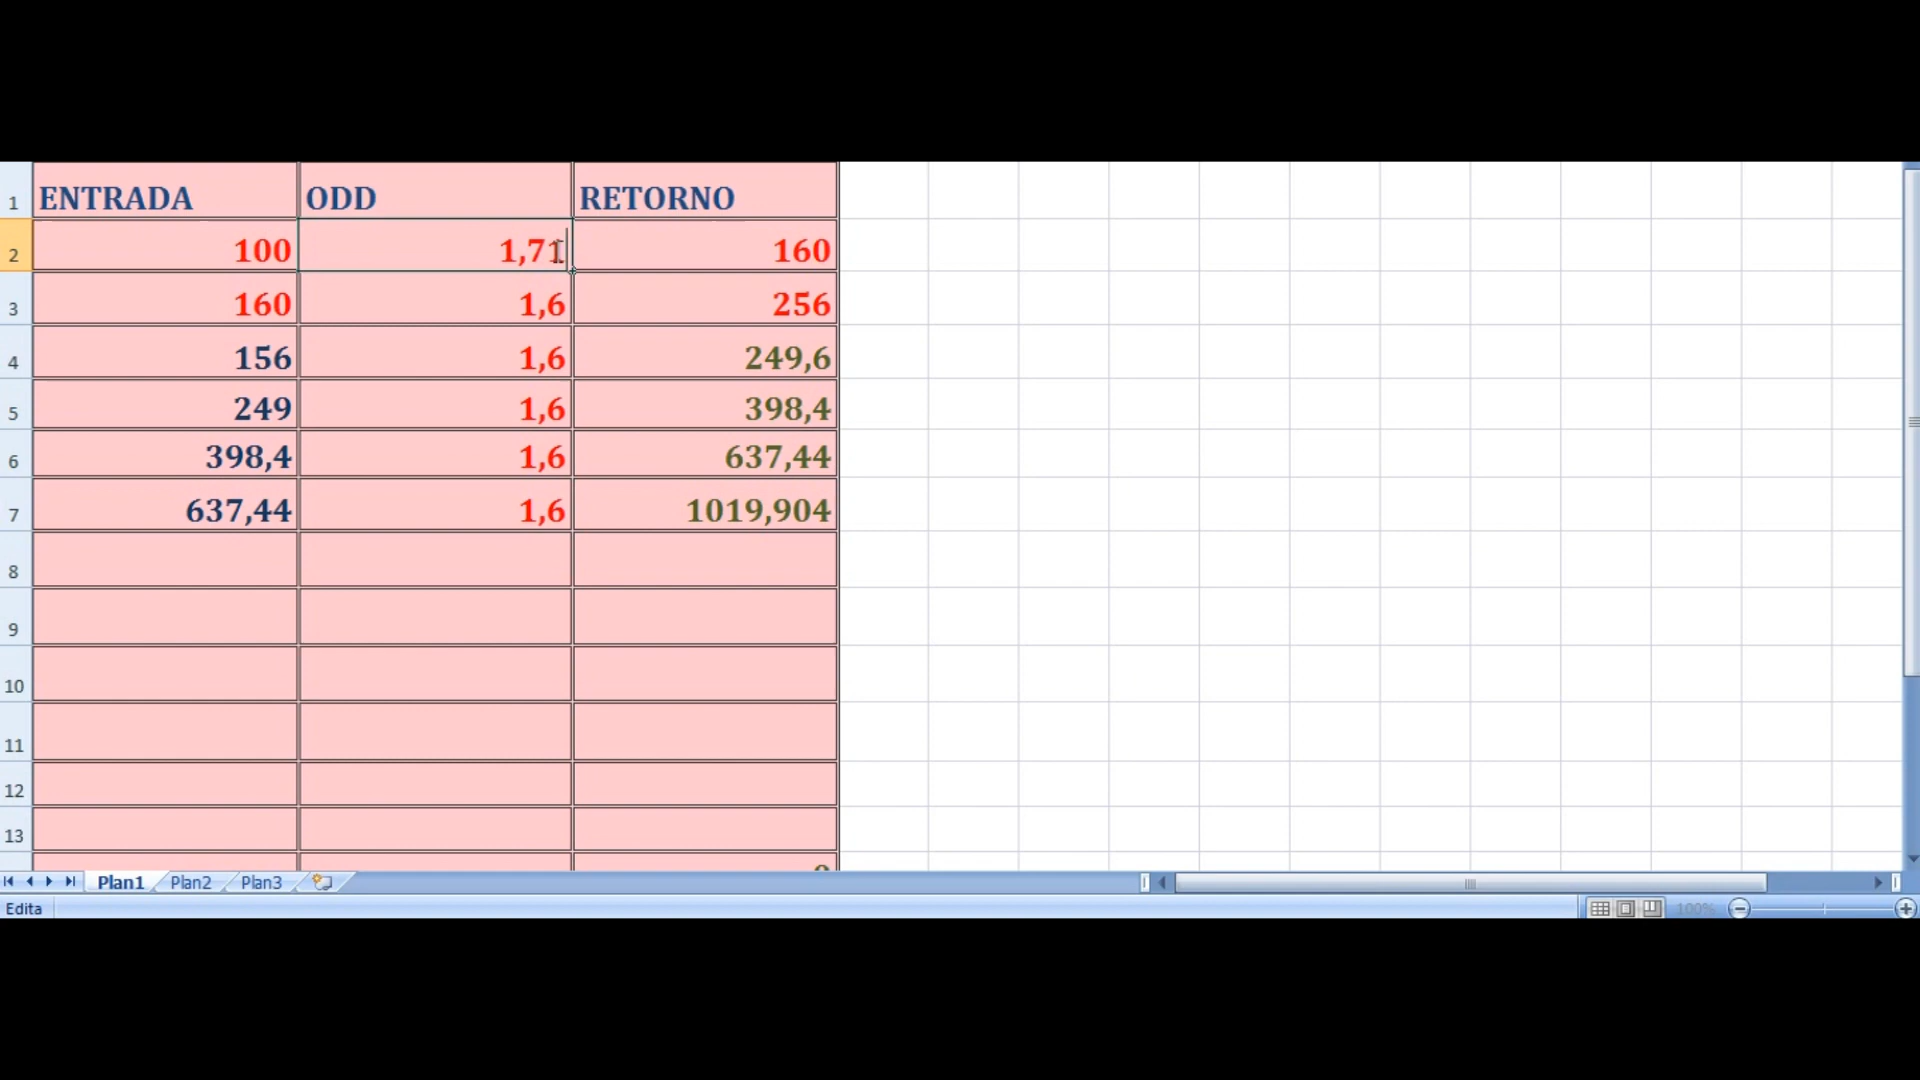 1 ENTRADA ODD RETORNO
2 100 1,71 160
3 160 1,6 256
4 156 1,6 249,6
5 249 1,6 398,4
6 398,4 1,6 637,44
7 637,44 1,6 1019,904
8
9
10
11
12
13
Plan1 Plan2 Plan3
Edita 100%